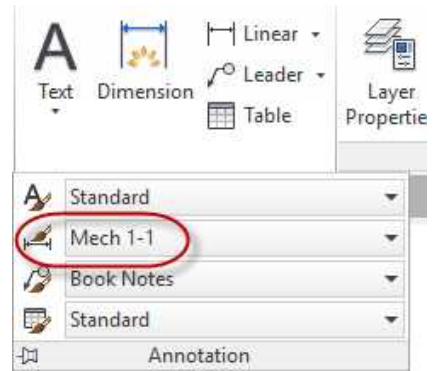 A
Text
Dimension
Linear
Leader
Table
Layer
Propertie
Standard
Mech 1-1
Book Notes
Standard
Annotation